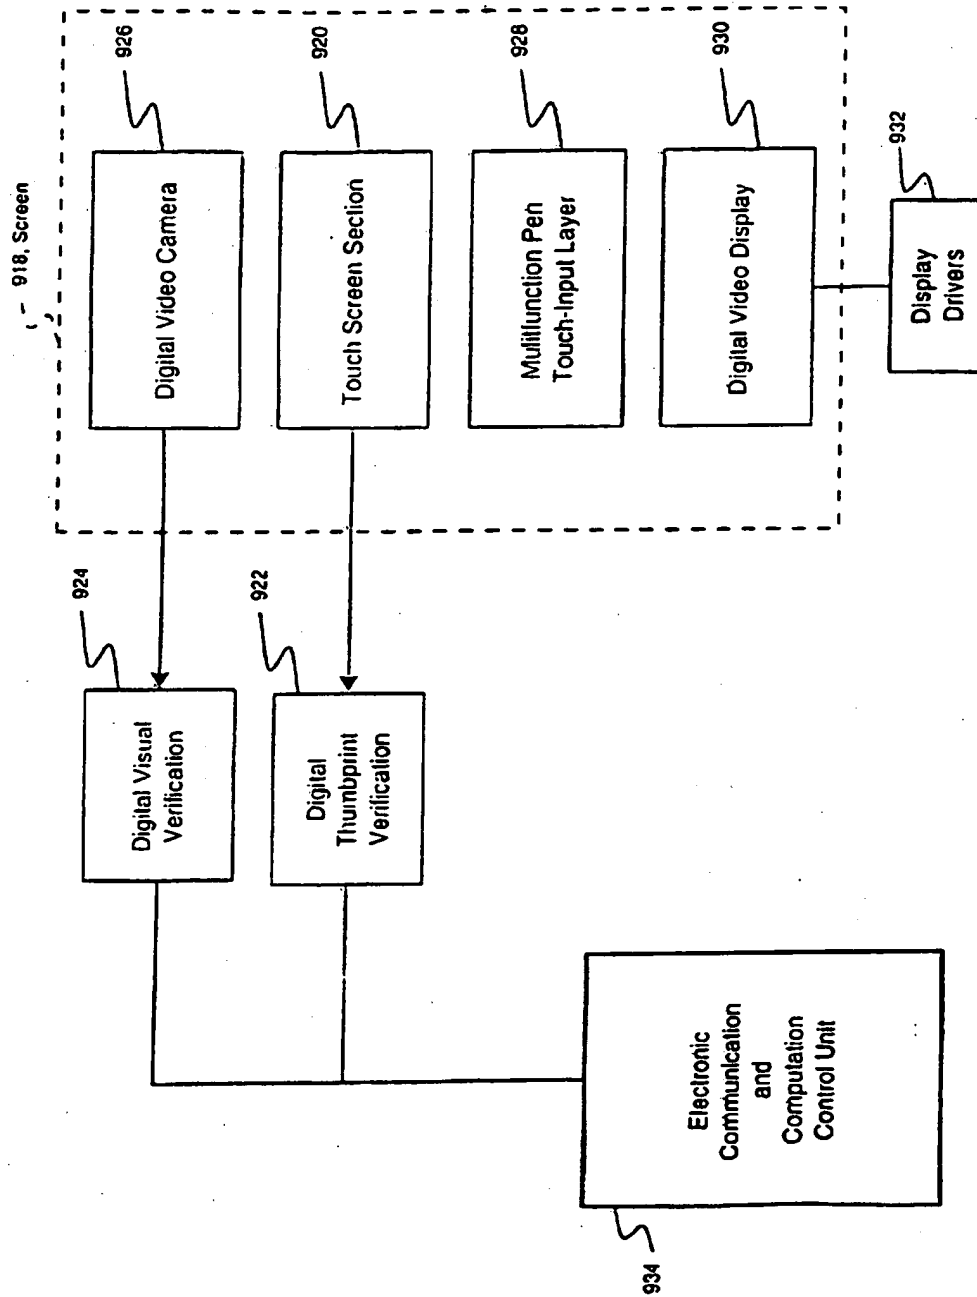 918, Screen
924
926
Digital Visual
Verification
Digital Video Camera
922
920
Digital
Thumbprint
Verification
Touch Screen Section
928
Mulitifunction Pen
Touch-Input Layer
934
Electronic
Communication
and
Computation
Control Unit
930
Digital Video Display
932
Display
Drivers